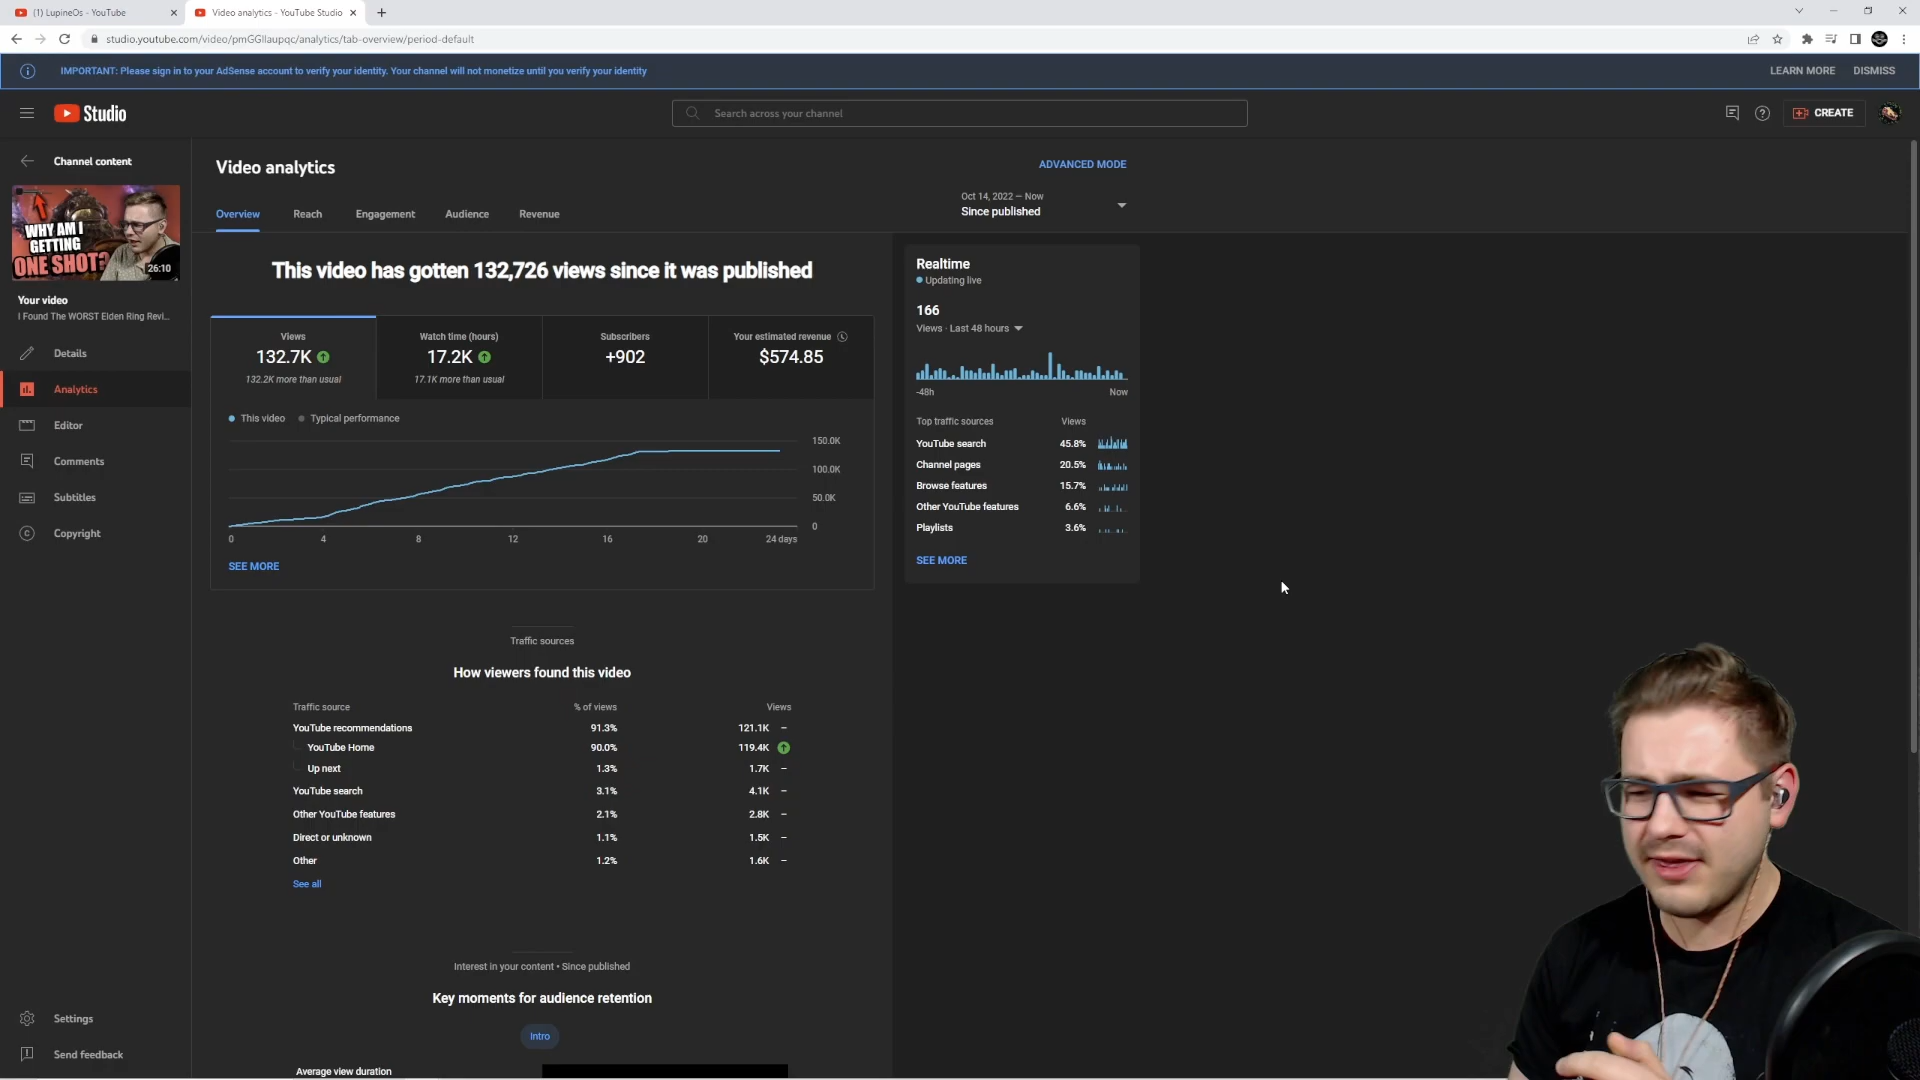 (1) LupineOs - YouTube
Video analytics - YouTube Studio
studio.youtube.com/video/pmGGIlaupqc/analytics/tab-overview/period-default
IMPORTANT: Please sign in to your AdSense account to verify your identity. Your channel will not monetize until you verify your identity
LEARN MORE
DISMISS
Studio
Search across your channel
CREATE
Channel content
WHY AM I
GETTING
ONE SHOT?
26:10
Your video
I Found The WORST Elden Ring Revi...
Details
Analytics
Editor
Comments
Subtitles
Copyright
Settings
Send feedback
Video analytics
ADVANCED MODE
Overview
Reach
Engagement
Audience
Revenue
Oct 14, 2022 – Now
Since published
This video has gotten 132,726 views since it was published
Views
132.7K
132.2K more than usual
Watch time (hours)
17.2K
17.1K more than usual
Subscribers
+902
Your estimated revenue
$574.85
This video
Typical performance
150.0K
100.0K
50.0K
0
0 4 8 12 16 20 24 days
SEE MORE
Traffic sources
How viewers found this video
Traffic source % of views Views
YouTube recommendations 91.3% 121.1K –
YouTube Home 90.0% 119.4K
Up next 1.3% 1.7K –
YouTube search 3.1% 4.1K –
Other YouTube features 2.1% 2.8K –
Direct or unknown 1.1% 1.5K –
Other 1.2% 1.6K –
See all
Interest in your content • Since published
Key moments for audience retention
Intro
Average view duration
Realtime
Updating live
166
Views · Last 48 hours
-48h Now
Top traffic sources Views
YouTube search 45.8%
Channel pages 20.5%
Browse features 15.7%
Other YouTube features 6.6%
Playlists 3.6%
SEE MORE